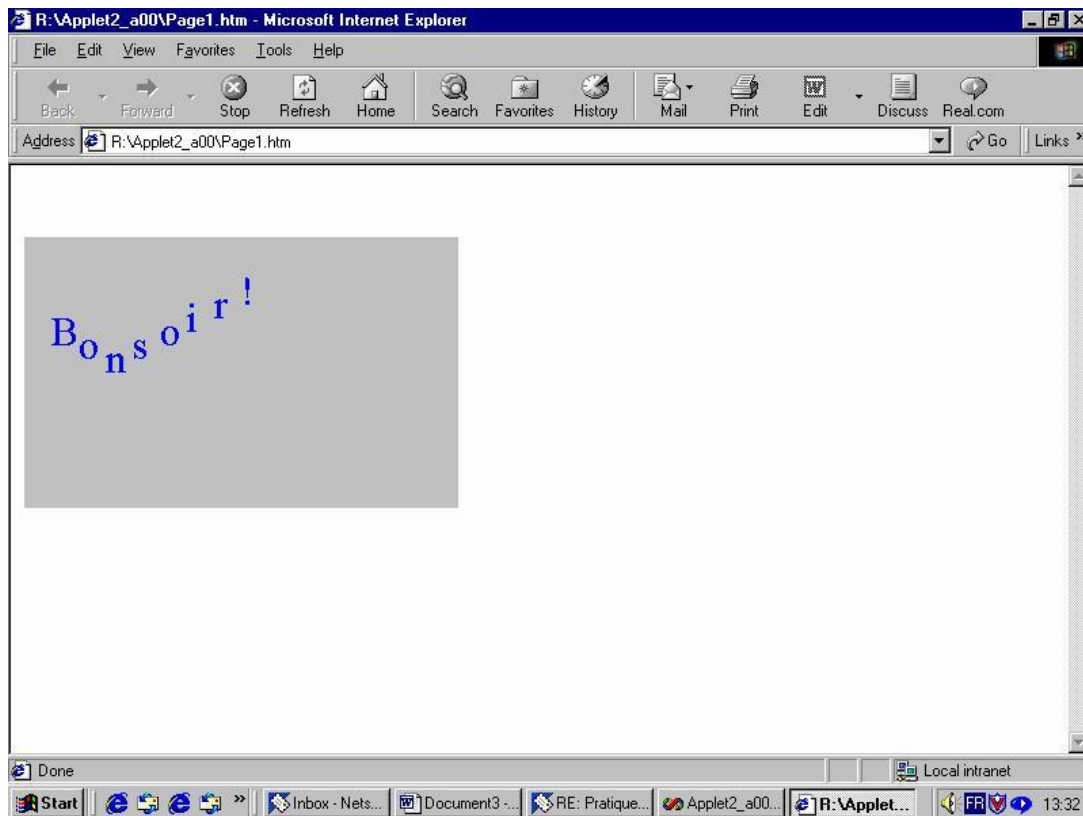 R:\Applet2_a00\Page1.htm - Microsoft Internet Explorer
File Edit View Favorites Tools Help
Back Forward Stop Refresh Home Search Favorites History Mail Print Edit Discuss Real.com
Address R:\Applet2_a00\Page1.htm Go Links »
Bonsoir!
Done Local intranet
Start » Inbox - Nets... Document3 -... RE: Pratique... Applet2_a00... R:\Applet... FR 13:32